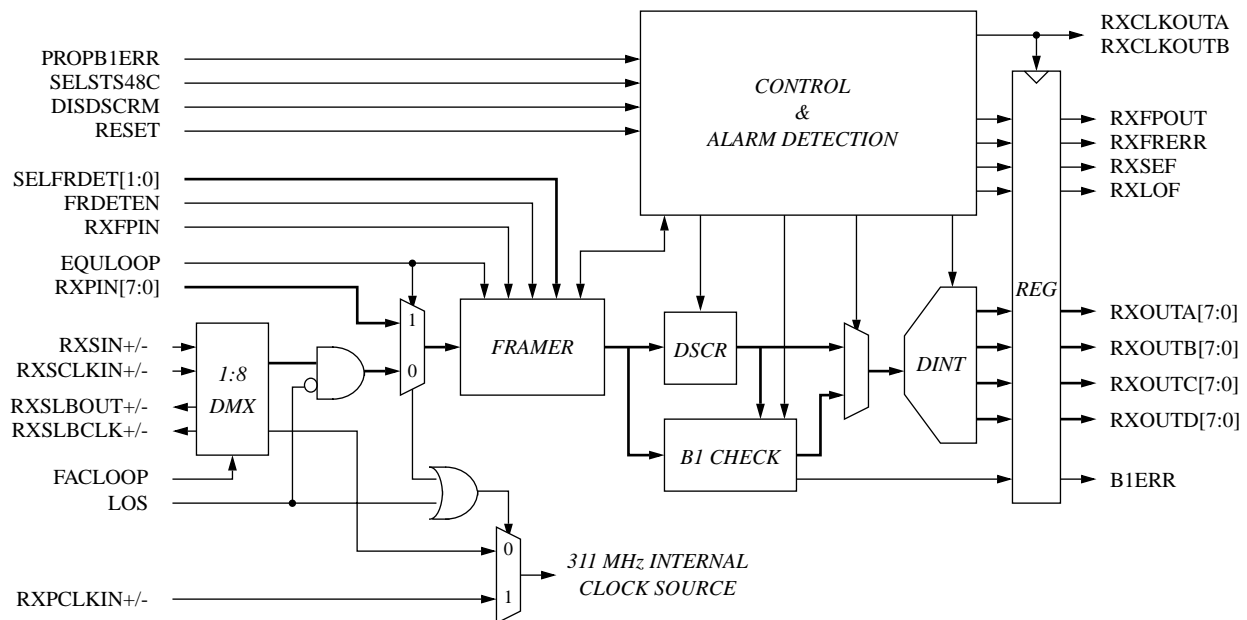 PROPB1ERR
SELSTS48C
DISDSCRM
RESET
SELFRDET[1:0]
FRDETEN
RXFPIN
EQULOOP
RXPIN[7:0]
RXSIN+/-
RXSCLKIN+/-
RXSLBOUT+/-
RXSLBCLK+/-
FACLOOP
LOS
RXPCLKIN+/-
1:8
DMX
1
0
FRAMER
CONTROL
&
ALARM DETECTION
DSCR
B1 CHECK
DINT
REG
0
1
311 MHz INTERNAL
CLOCK SOURCE
RXCLKOUTA
RXCLKOUTB
RXFPOUT
RXFRERR
RXSEF
RXLOF
RXOUTA[7:0]
RXOUTB[7:0]
RXOUTC[7:0]
RXOUTD[7:0]
B1ERR